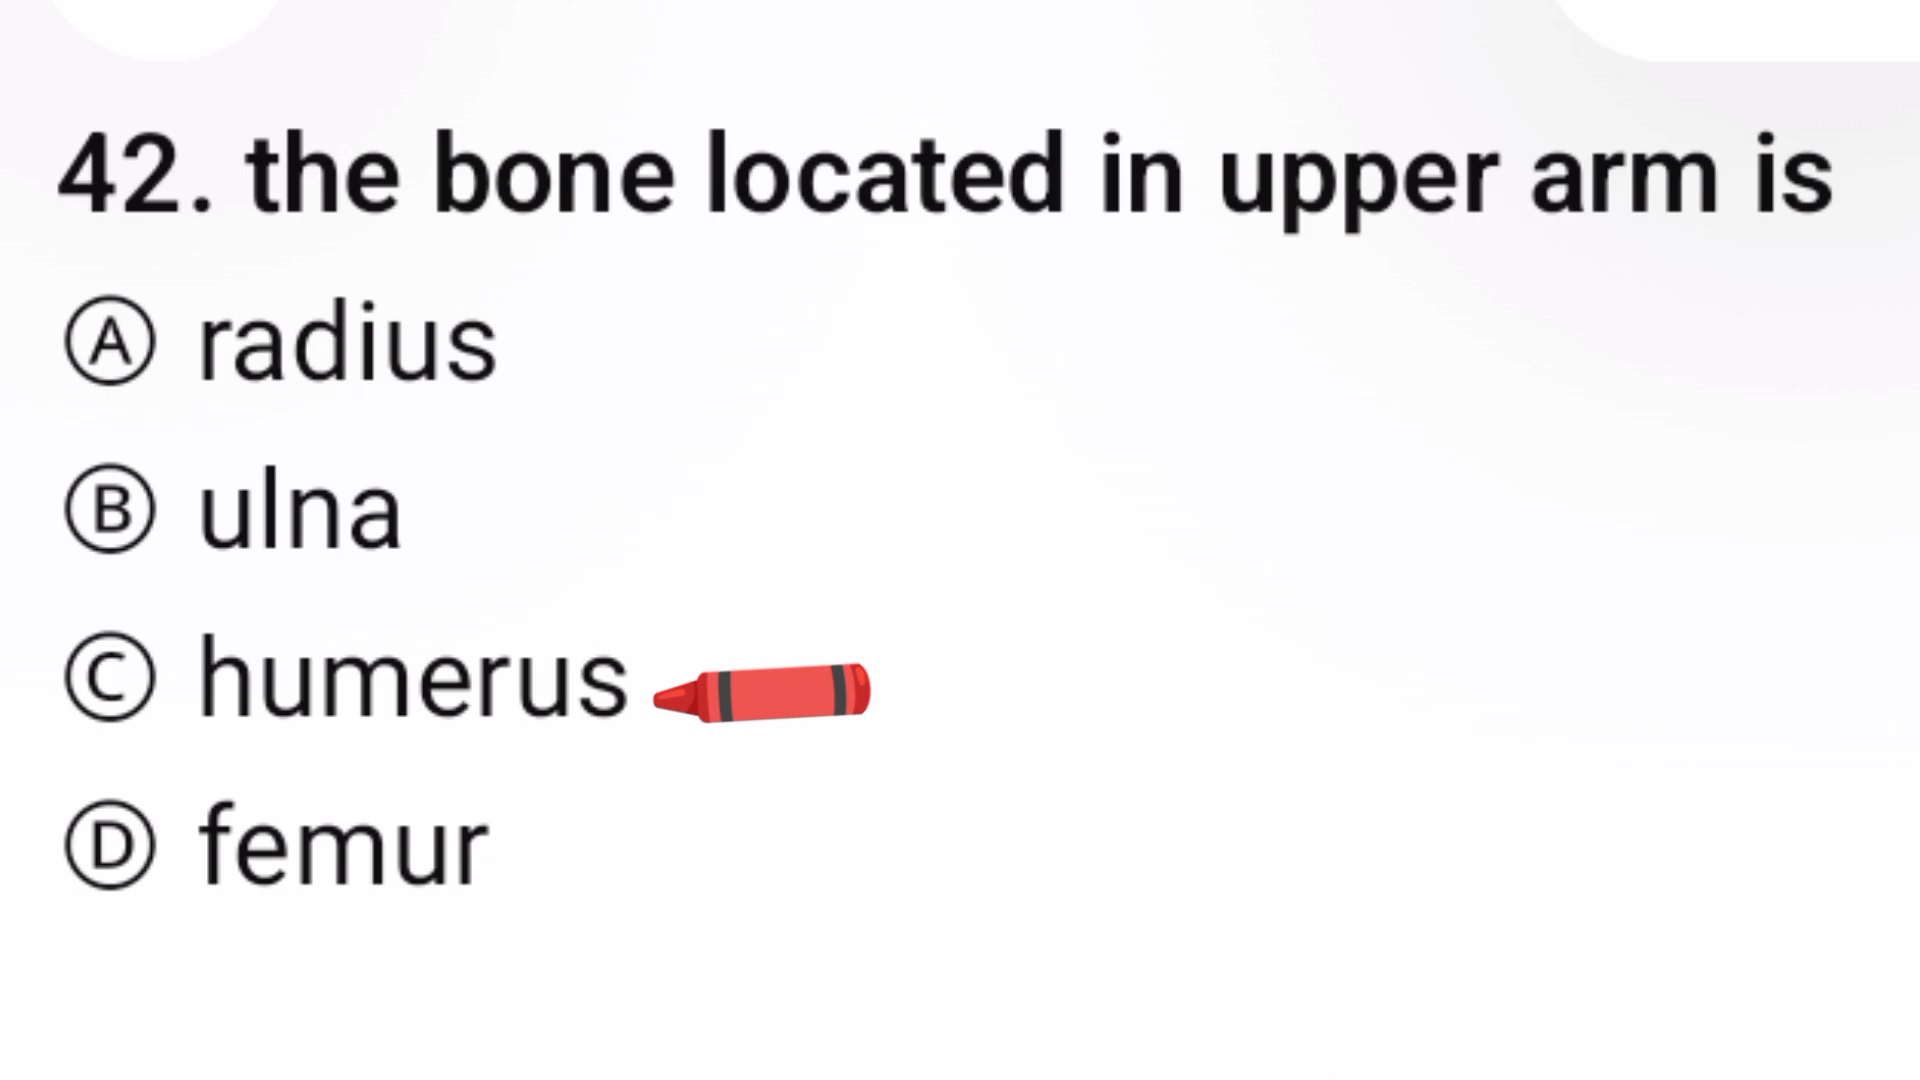 42. the bone located in upper arm is
Ⓐ radius
Ⓑ ulna
Ⓒ humerus
Ⓓ femur